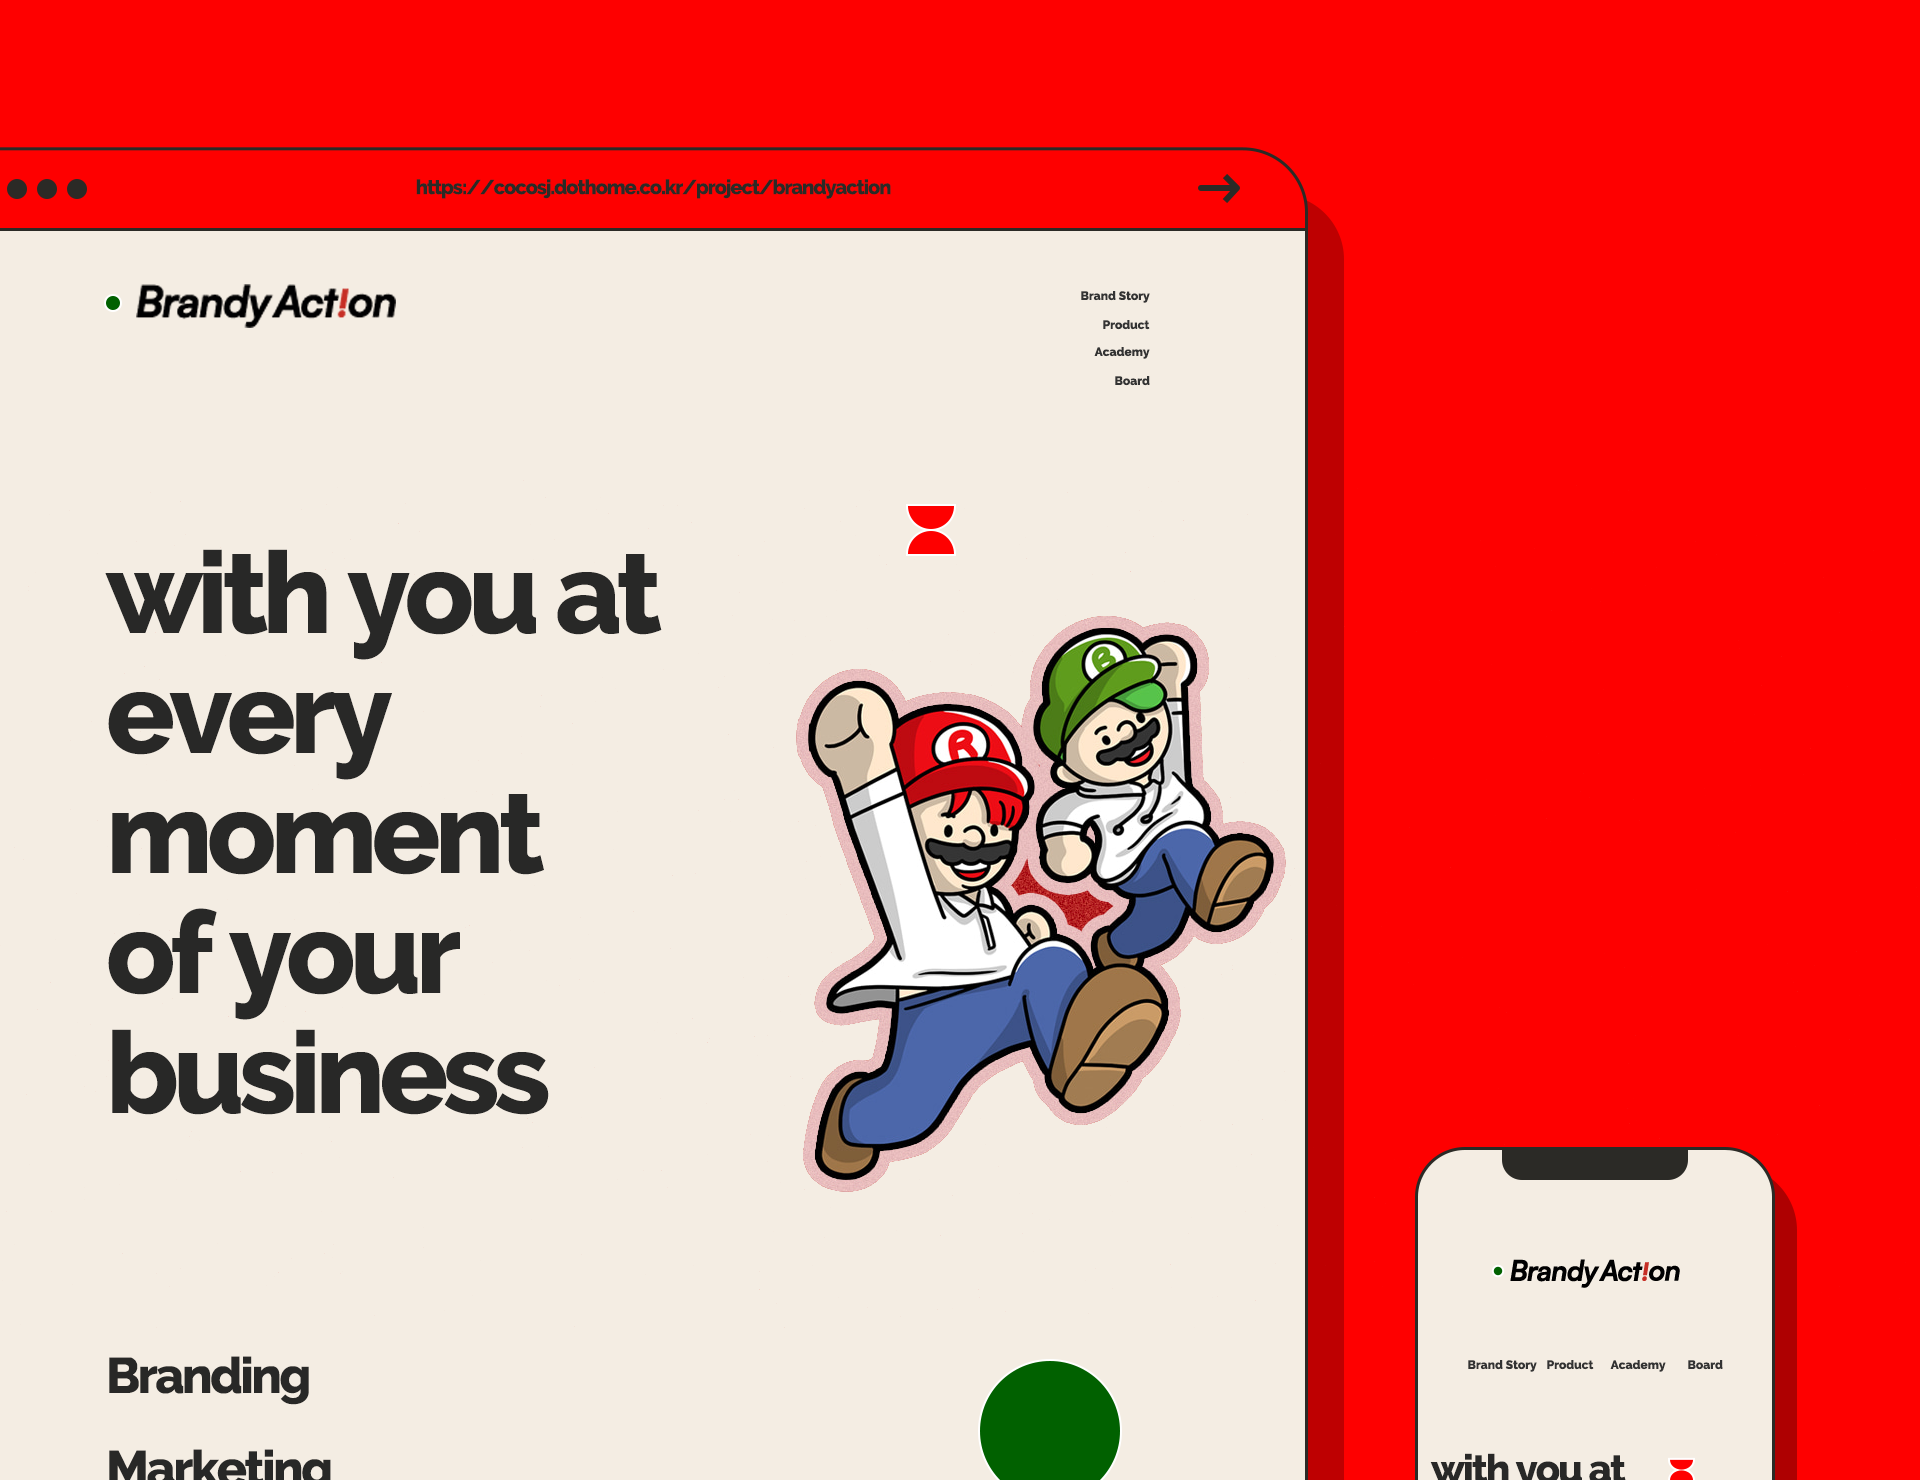 https://cocosj.dothome.co.kr/project/brandyaction
Brandy Act!on
Brand Story
Product
Academy
Board
with you at
every
moment
of your
business
R
B
Branding
Marketing
Brandy Act!on
Brand Story Product Academy Board
with you at